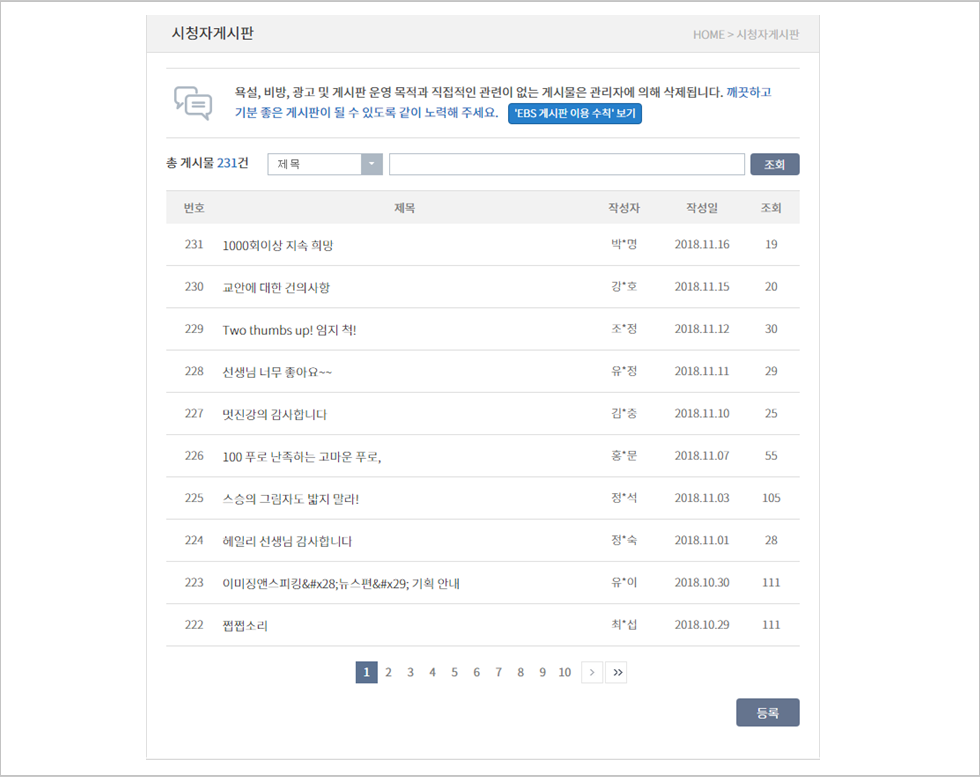 시청자게시판
HOME > 시청자게시판
욕설, 비방, 광고 및 게시판 운영 목적과 직접적인 관련이 없는 게시물은 관리자에 의해 삭제됩니다. 깨끗하고
기분 좋은 게시판이 될 수 있도록 같이 노력해 주세요. 'EBS 게시판 이용 수칙' 보기
총 게시물 231건 제목 조회
번호 제목 작성자 작성일 조회
231 1000회이상 지속 희망 박*명 2018.11.16 19
230 교안에 대한 건의사항 강*호 2018.11.15 20
229 Two thumbs up! 엄지 척! 조*정 2018.11.12 30
228 선생님 너무 좋아요~~ 유*정 2018.11.11 29
227 멋진강의 감사합니다 김*충 2018.11.10 25
226 100 푸로 난족하는 고마운 푸로, 홍*문 2018.11.07 55
225 스승의 그림자도 밟지 말라! 정*석 2018.11.03 105
224 헤일리 선생님 감사합니다 정*숙 2018.11.01 28
223 이미징앤스피킹&#x28;뉴스편&#x29; 기획 안내 유*이 2018.10.30 111
222 쩝쩝소리 최*섭 2018.10.29 111
1 2 3 4 5 6 7 8 9 10 > >>
등록